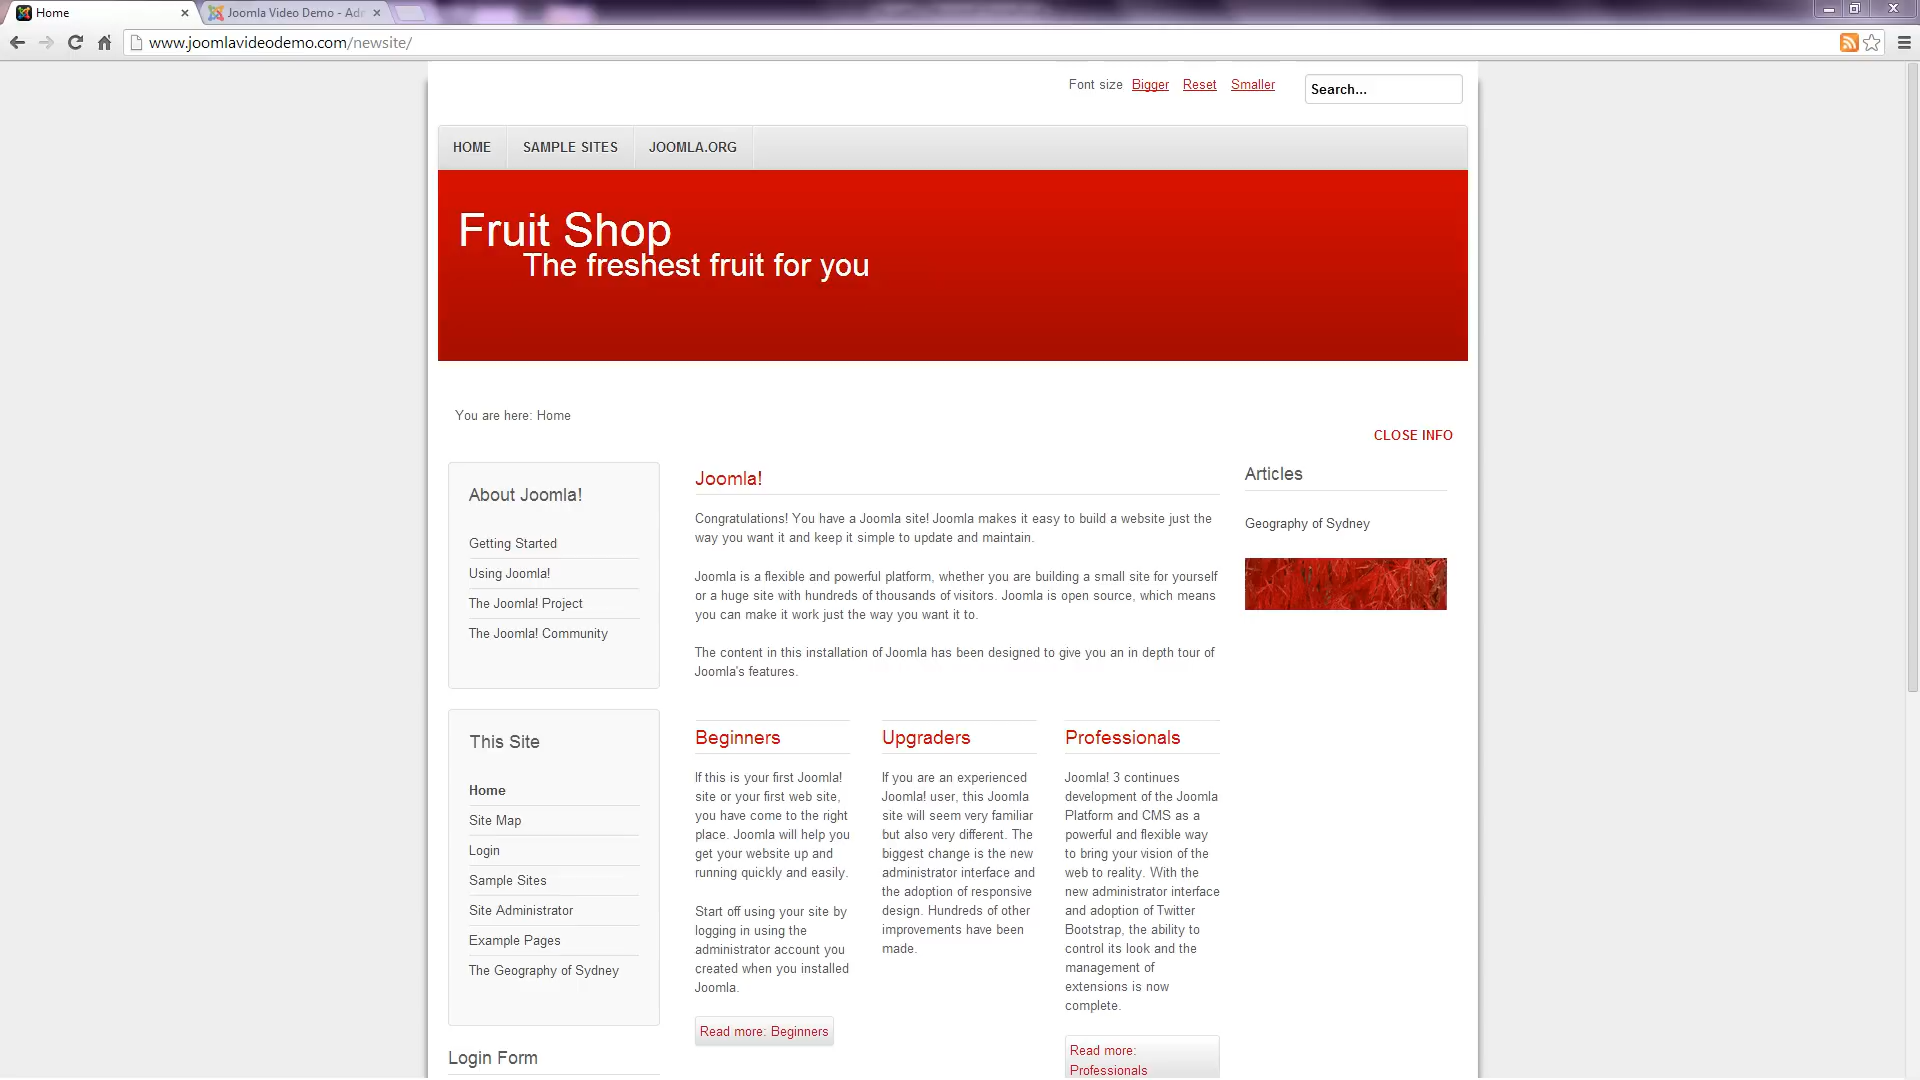 Home
Joomla Video Demo - Adr
www.joomlavideodemo.com/newsite/
Font size Bigger Reset Smaller
Search...
HOME SAMPLE SITES JOOMLA.ORG
Fruit Shop
The freshest fruit for you
You are here: Home
CLOSE INFO
About Joomla!
Getting Started
Using Joomla!
The Joomla! Project
The Joomla! Community
This Site
Home
Site Map
Login
Sample Sites
Site Administrator
Example Pages
The Geography of Sydney
Login Form
Joomla!
Congratulations! You have a Joomla site! Joomla makes it easy to build a website just the
way you want it and keep it simple to update and maintain.
Joomla is a flexible and powerful platform, whether you are building a small site for yourself
or a huge site with hundreds of thousands of visitors. Joomla is open source, which means
you can make it work just the way you want it to.
The content in this installation of Joomla has been designed to give you an in depth tour of
Joomla's features.
Beginners
If this is your first Joomla!
site or your first web site,
you have come to the right
place. Joomla will help you
get your website up and
running quickly and easily.
Start off using your site by
logging in using the
administrator account you
created when you installed
Joomla.
Read more: Beginners
Upgraders
If you are an experienced
Joomla! user, this Joomla
site will seem very familiar
but also very different. The
biggest change is the new
administrator interface and
the adoption of responsive
design. Hundreds of other
improvements have been
made.
Professionals
Joomla! 3 continues
development of the Joomla
Platform and CMS as a
powerful and flexible way
to bring your vision of the
web to reality. With the
new administrator interface
and adoption of Twitter
Bootstrap, the ability to
control its look and the
management of
extensions is now
complete.
Read more:
Professionals
Articles
Geography of Sydney